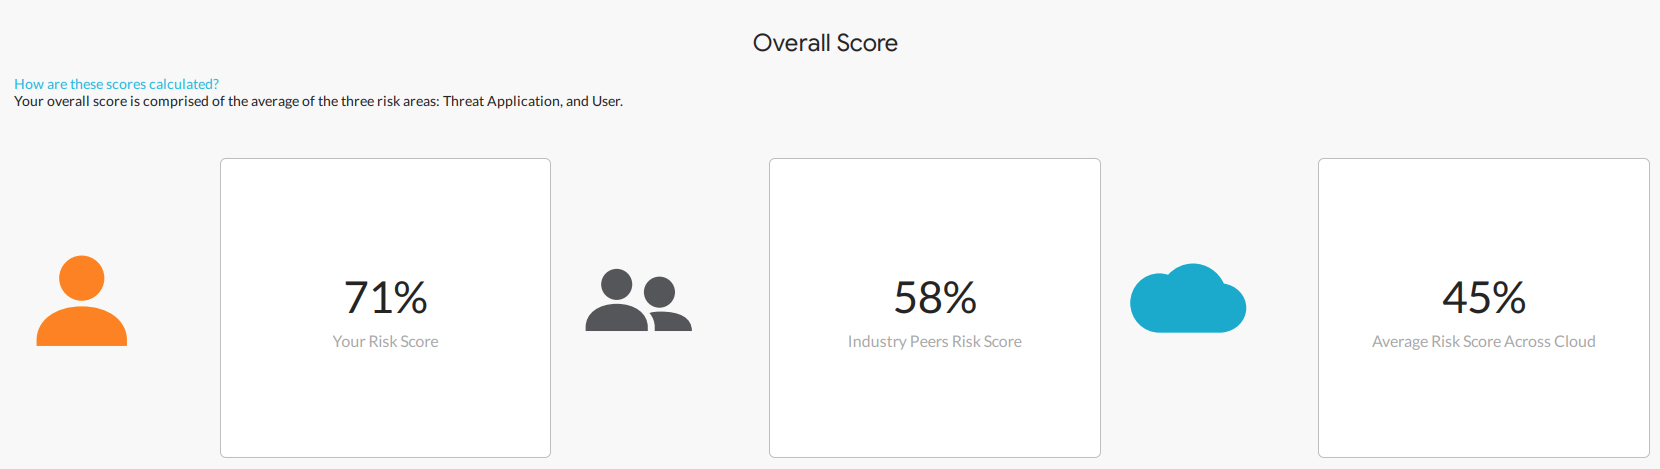 Overall Score
How are these scores calculated?
Your overall score is comprised of the average of the three risk areas: Threat Application, and User.
71%
Your Risk Score
58%
Industry Peers Risk Score
45%
Average Risk Score Across Cloud